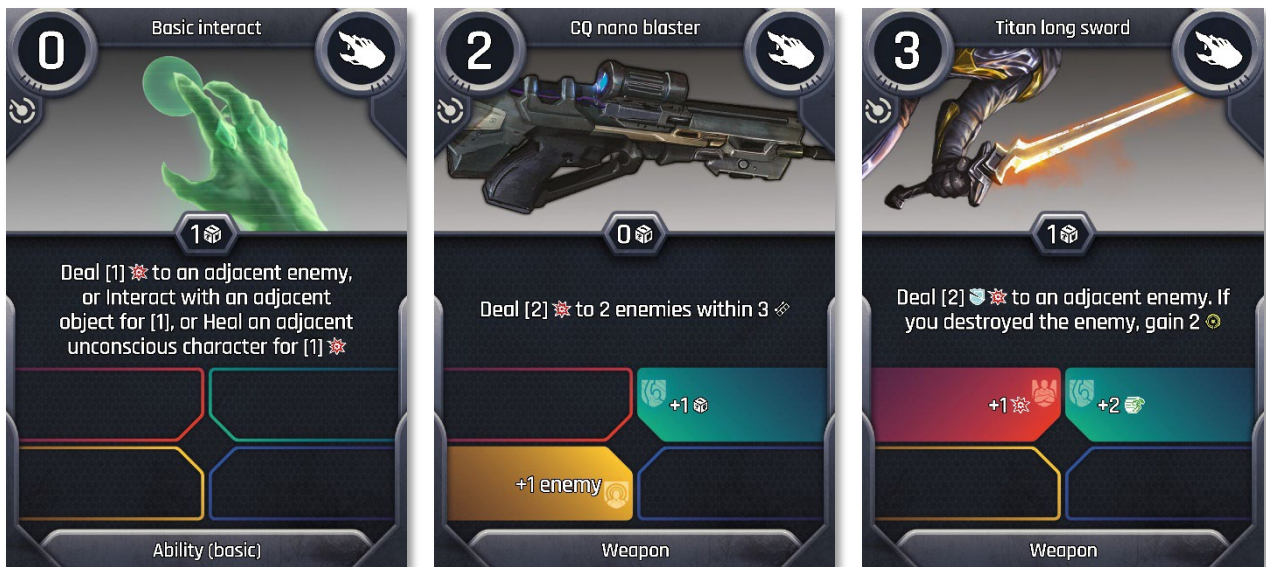 Basic interact
0
1
Deal [1] to an adjacent enemy,
or Interact with an adjacent
object for [1], or Heal an adjacent
unconscious character for [1]
Ability (basic)
CQ nano blaster
2
0
Deal [2] to 2 enemies within 3
+1
+1 enemy
Weapon
Titan long sword
3
1
Deal [2] to an adjacent enemy. If
you destroyed the enemy, gain 2
+1
+2
Weapon